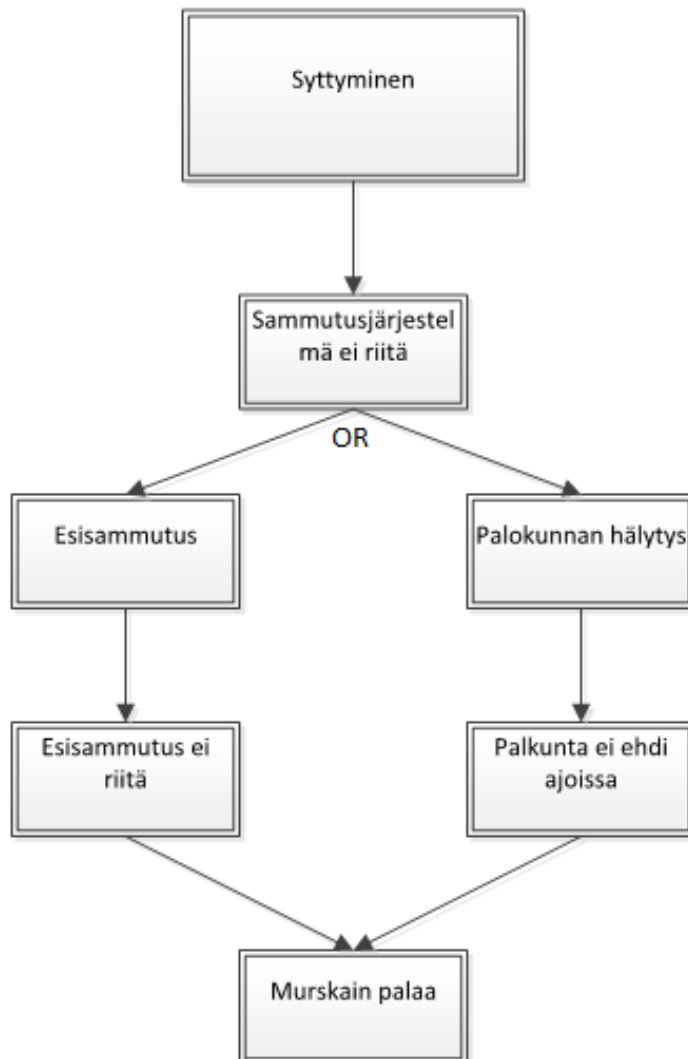 Syttyminen
Sammutusjärjestel
mä ei riitä
OR
Esisammutus
Palokunnan hälytys
Esisammutus ei
riitä
Palkunta ei ehdi
ajoissa
Murskain palaa